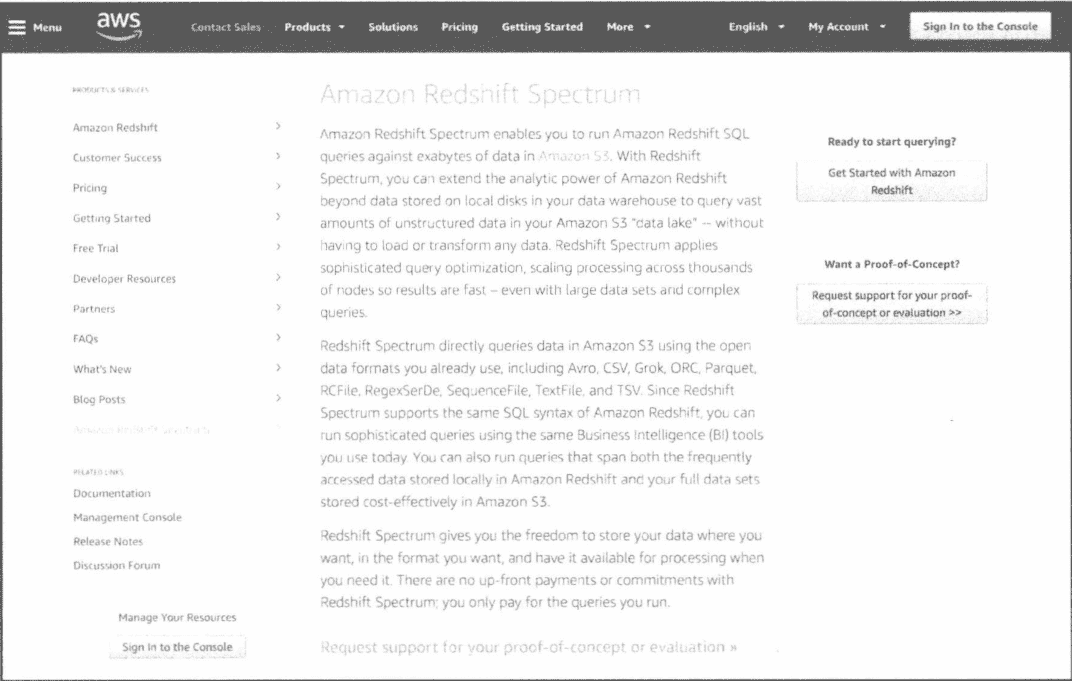 Menu
aws
Contact Sales
Products
Solutions
Pricing
Getting Started
More
English
My Account
Sign In to the Console
PRODUCTS & SERVICES
Amazon Redshift
Customer Success
Pricing
Getting Started
Free Trial
Developer Resources
Partners
FAQs
What's New
Blog Posts
Amazon Redshift Spectrum
RELATED LINKS
Documentation
Management Console
Release Notes
Discussion Forum
Manage Your Resources
Sign In to the Console
Amazon Redshift Spectrum
Amazon Redshift Spectrum enables you to run Amazon Redshift SQL
queries against exabytes of data in Amazon S3. With Redshift
Spectrum, you can extend the analytic power of Amazon Redshift
beyond data stored on local disks in your data warehouse to query vast
amounts of unstructured data in your Amazon S3 "data lake" -- without
having to load or transform any data. Redshift Spectrum applies
sophisticated query optimization, scaling processing across thousands
of nodes so results are fast – even with large data sets and complex
queries.
Redshift Spectrum directly queries data in Amazon S3 using the open
data formats you already use, including Avro, CSV, Grok, ORC, Parquet,
RCFile, RegexSerDe, SequenceFile, TextFile, and TSV. Since Redshift
Spectrum supports the same SQL syntax of Amazon Redshift, you can
run sophisticated queries using the same Business Intelligence (BI) tools
you use today. You can also run queries that span both the frequently
accessed data stored locally in Amazon Redshift and your full data sets
stored cost-effectively in Amazon S3.
Redshift Spectrum gives you the freedom to store your data where you
want, in the format you want, and have it available for processing when
you need it. There are no up-front payments or commitments with
Redshift Spectrum; you only pay for the queries you run.
Request support for your proof-of-concept or evaluation »
Ready to start querying?
Get Started with Amazon
Redshift
Want a Proof-of-Concept?
Request support for your proof-
of-concept or evaluation >>